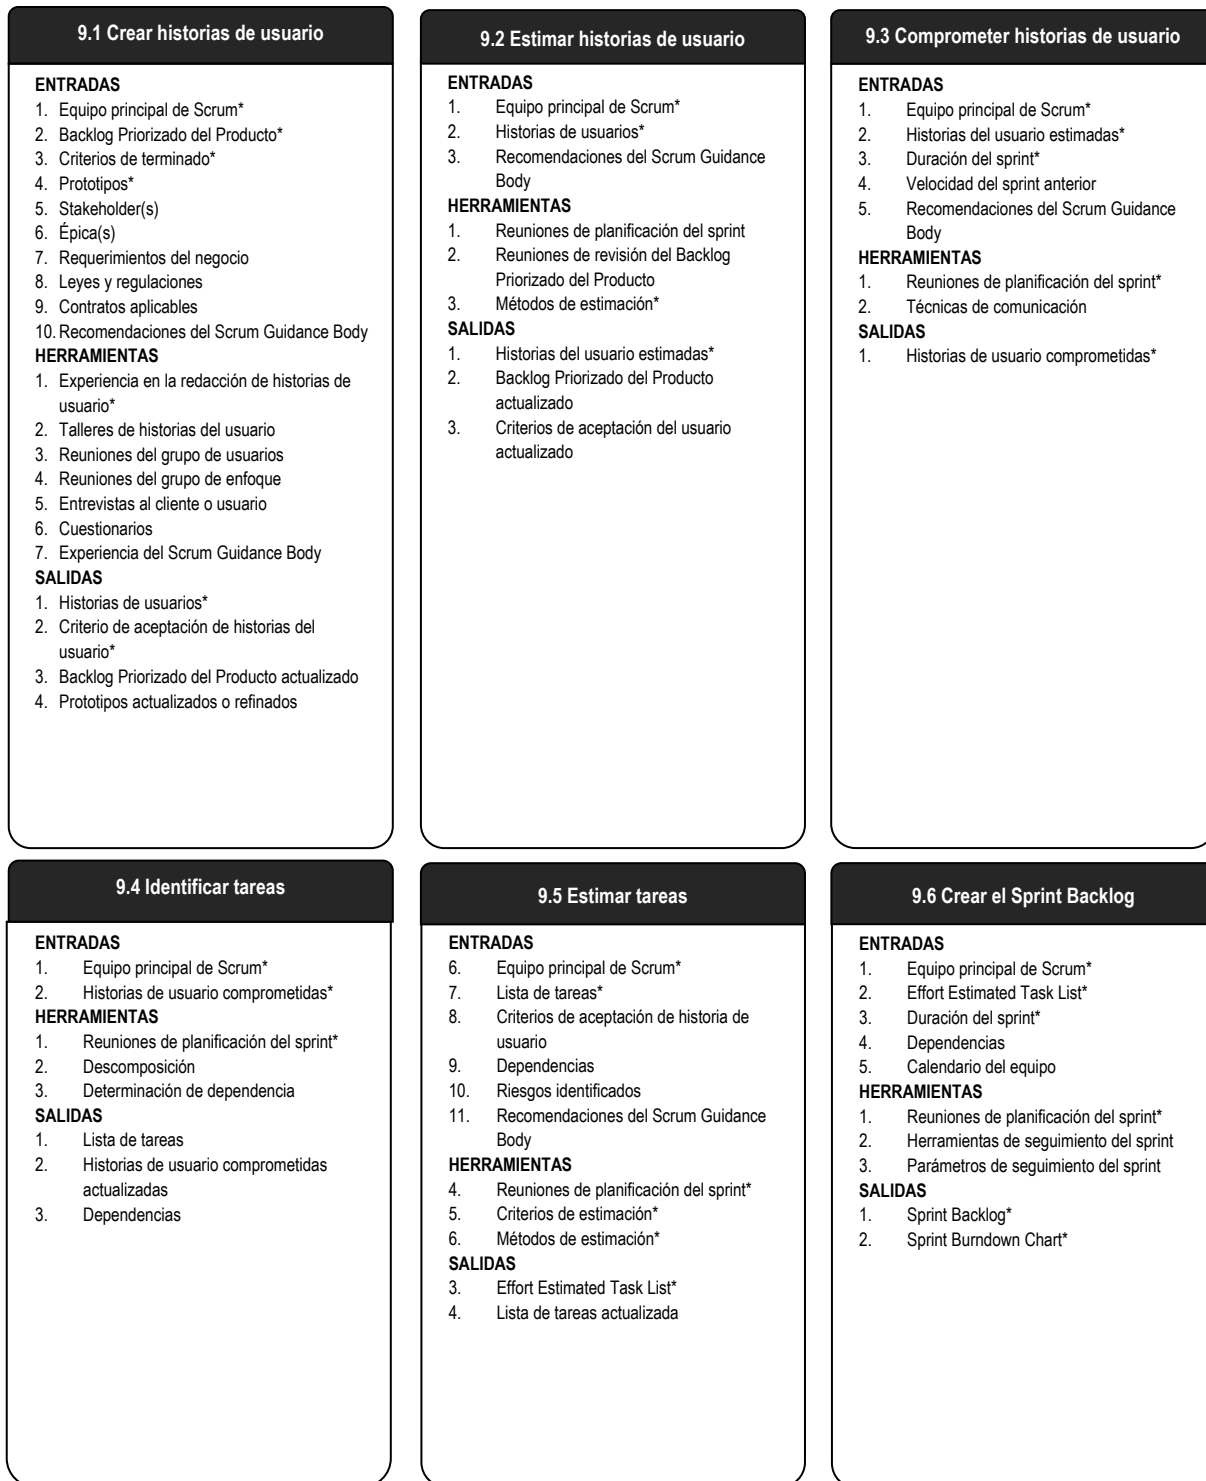 9.1 Crear historias de usuario
ENTRADAS
1. Equipo principal de Scrum*
2. Backlog Priorizado del Producto*
3. Criterios de terminado*
4. Prototipos*
5. Stakeholder(s)
6. Épica(s)
7. Requerimientos del negocio
8. Leyes y regulaciones
9. Contratos aplicables
10. Recomendaciones del Scrum Guidance Body
HERRAMIENTAS
1. Experiencia en la redacción de historias de
usuario*
2. Talleres de historias del usuario
3. Reuniones del grupo de usuarios
4. Reuniones del grupo de enfoque
5. Entrevistas al cliente o usuario
6. Cuestionarios
7. Experiencia del Scrum Guidance Body
SALIDAS
1. Historias de usuarios*
2. Criterio de aceptación de historias del
usuario*
3. Backlog Priorizado del Producto actualizado
4. Prototipos actualizados o refinados
9.2 Estimar historias de usuario
ENTRADAS
1. Equipo principal de Scrum*
2. Historias de usuarios*
3. Recomendaciones del Scrum Guidance
Body
HERRAMIENTAS
1. Reuniones de planificación del sprint
2. Reuniones de revisión del Backlog
Priorizado del Producto
3. Métodos de estimación*
SALIDAS
1. Historias del usuario estimadas*
2. Backlog Priorizado del Producto
actualizado
3. Criterios de aceptación del usuario
actualizado
9.3 Comprometer historias de usuario
ENTRADAS
1. Equipo principal de Scrum*
2. Historias del usuario estimadas*
3. Duración del sprint*
4. Velocidad del sprint anterior
5. Recomendaciones del Scrum Guidance
Body
HERRAMIENTAS
1. Reuniones de planificación del sprint*
2. Técnicas de comunicación
SALIDAS
1. Historias de usuario comprometidas*
9.4 Identificar tareas
ENTRADAS
1. Equipo principal de Scrum*
2. Historias de usuario comprometidas*
HERRAMIENTAS
1. Reuniones de planificación del sprint*
2. Descomposición
3. Determinación de dependencia
SALIDAS
1. Lista de tareas
2. Historias de usuario comprometidas
actualizadas
3. Dependencias
9.5 Estimar tareas
ENTRADAS
6. Equipo principal de Scrum*
7. Lista de tareas*
8. Criterios de aceptación de historia de
usuario
9. Dependencias
10. Riesgos identificados
11. Recomendaciones del Scrum Guidance
Body
HERRAMIENTAS
4. Reuniones de planificación del sprint*
5. Criterios de estimación*
6. Métodos de estimación*
SALIDAS
3. Effort Estimated Task List*
4. Lista de tareas actualizada
9.6 Crear el Sprint Backlog
ENTRADAS
1. Equipo principal de Scrum*
2. Effort Estimated Task List*
3. Duración del sprint*
4. Dependencias
5. Calendario del equipo
HERRAMIENTAS
1. Reuniones de planificación del sprint*
2. Herramientas de seguimiento del sprint
3. Parámetros de seguimiento del sprint
SALIDAS
1. Sprint Backlog*
2. Sprint Burndown Chart*